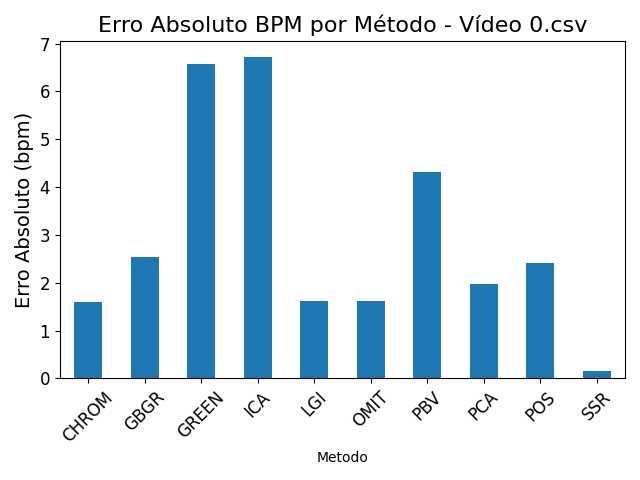 Erro Absoluto BPM por Método - Vídeo 0.csv
Erro Absoluto (bpm)
7
6
5
4
3
2
1
0
CHROM
GBGR
GREEN
ICA
LGI
OMIT
PBV
PCA
POS
SSR
Metodo